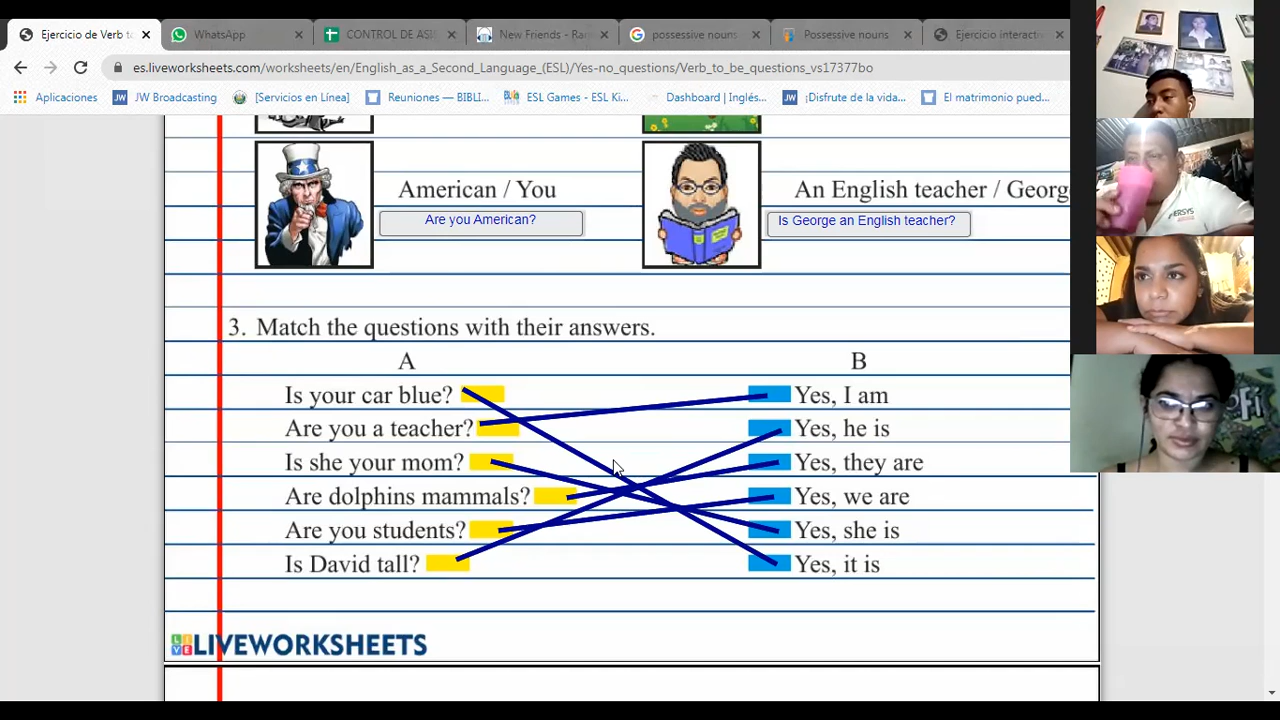 Ejercicio de Verb t
WhatsApp
CONTROL DE ASI
New Friends - Ra
possessive nouns
Possessive nouns
Ejercicio interacti
es.liveworksheets.com/worksheets/en/English_as_a_Second_Language_(ESL)/Yes-no_questions/Verb_to_be_questions_vs17377bo
Aplicaciones
JW Broadcasting
[Servicios en Línea]
Reuniones — BIBLI...
ESL Games - ESL Ki...
Dashboard | Inglés...
¡Disfrute de la vida...
El matrimonio pued...
American / You
Are you American?
An English teacher / Georg
Is George an English teacher?
3. Match the questions with their answers.
A B
Is your car blue? Yes, I am
Are you a teacher? Yes, he is
Is she your mom? Yes, they are
Are dolphins mammals? Yes, we are
Are you students? Yes, she is
Is David tall? Yes, it is
LIVEWORKSHEETS